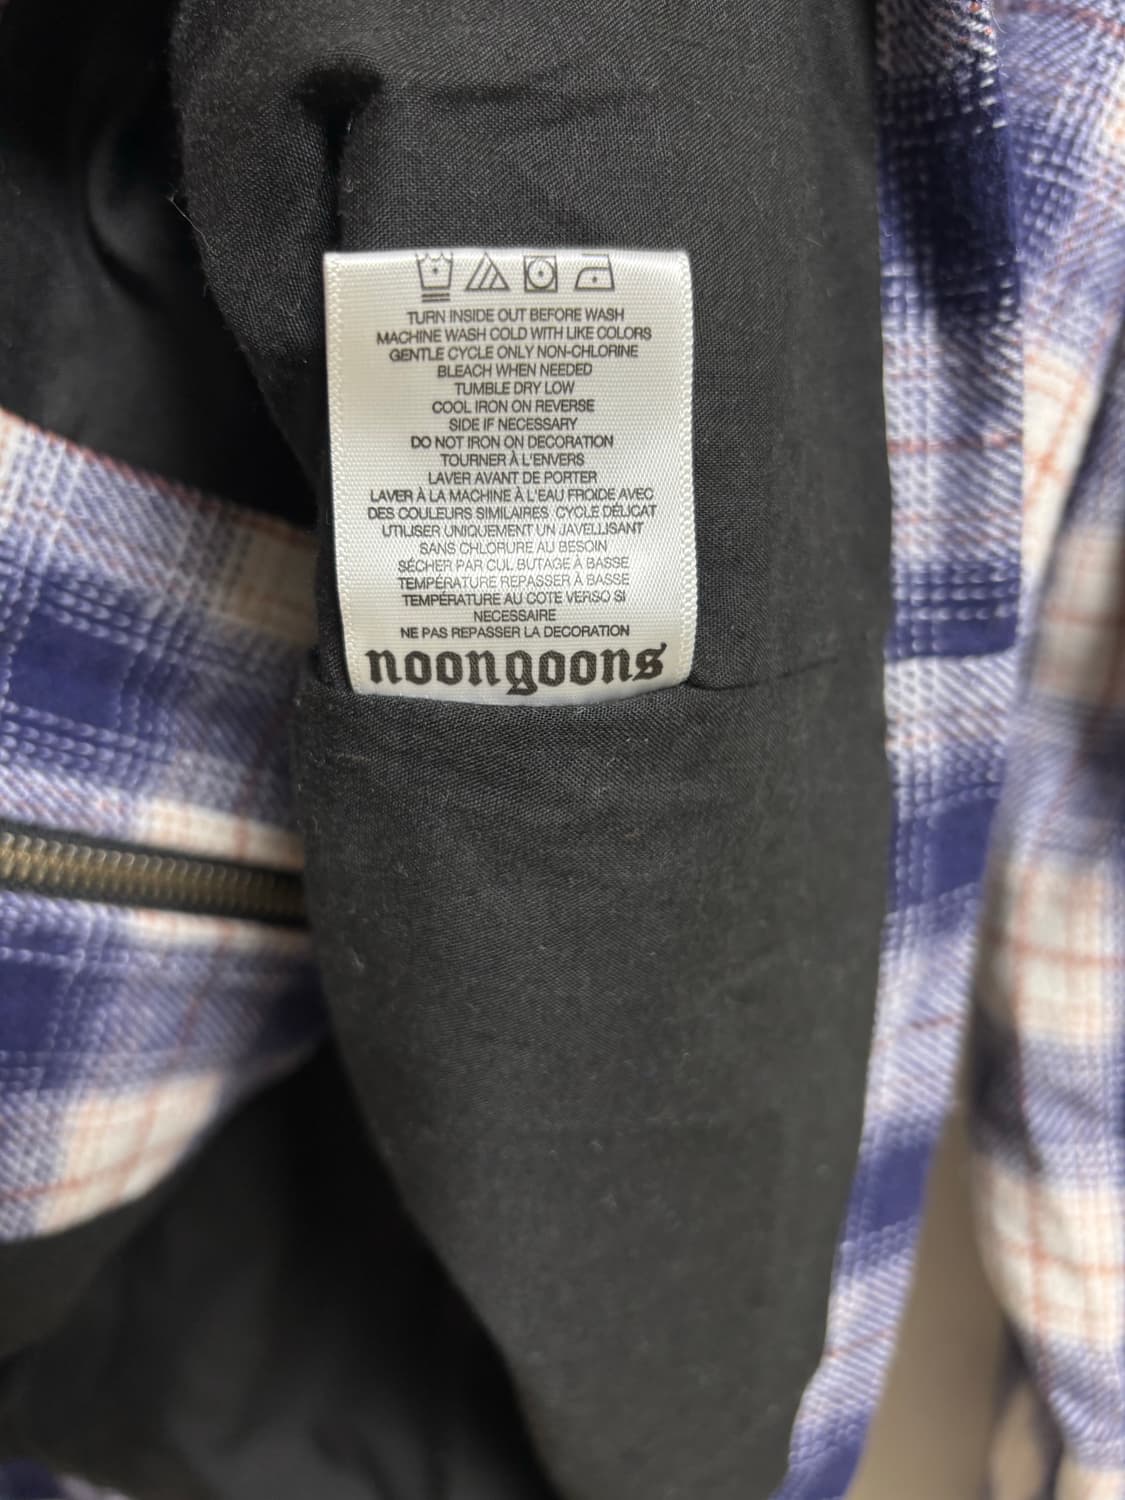 TURN INSIDE OUT BEFORE WASH
MACHINE WASH COLD WITH LIKE COLORS
GENTLE CYCLE ONLY NON-CHLORINE
BLEACH WHEN NEEDED
TUMBLE DRY LOW
COOL IRON ON REVERSE
SIDE IF NECESSARY
DO NOT IRON ON DECORATION
TOURNER À L'ENVERS
LAVER AVANT DE PORTER
LAVER À LA MACHINE À L'EAU FROIDE AVEC
DES COULEURS SIMILAIRES. CYCLE DÉLICAT
UTILISER UNIQUEMENT UN JAVELLISANT
SANS CHLORURE AU BESOIN
SÉCHER PAR CUL BUTAGE À BASSE
TEMPÉRATURE REPASSER À BASSE
TEMPÉRATURE AU COTE VERSO SI
NECESSAIRE
NE PAS REPASSER LA DECORATION
noongoons